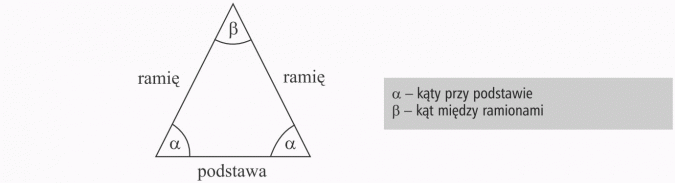 β
ramię ramię
α α
podstawa
α – kąty przy podstawie
β – kąt między ramionami